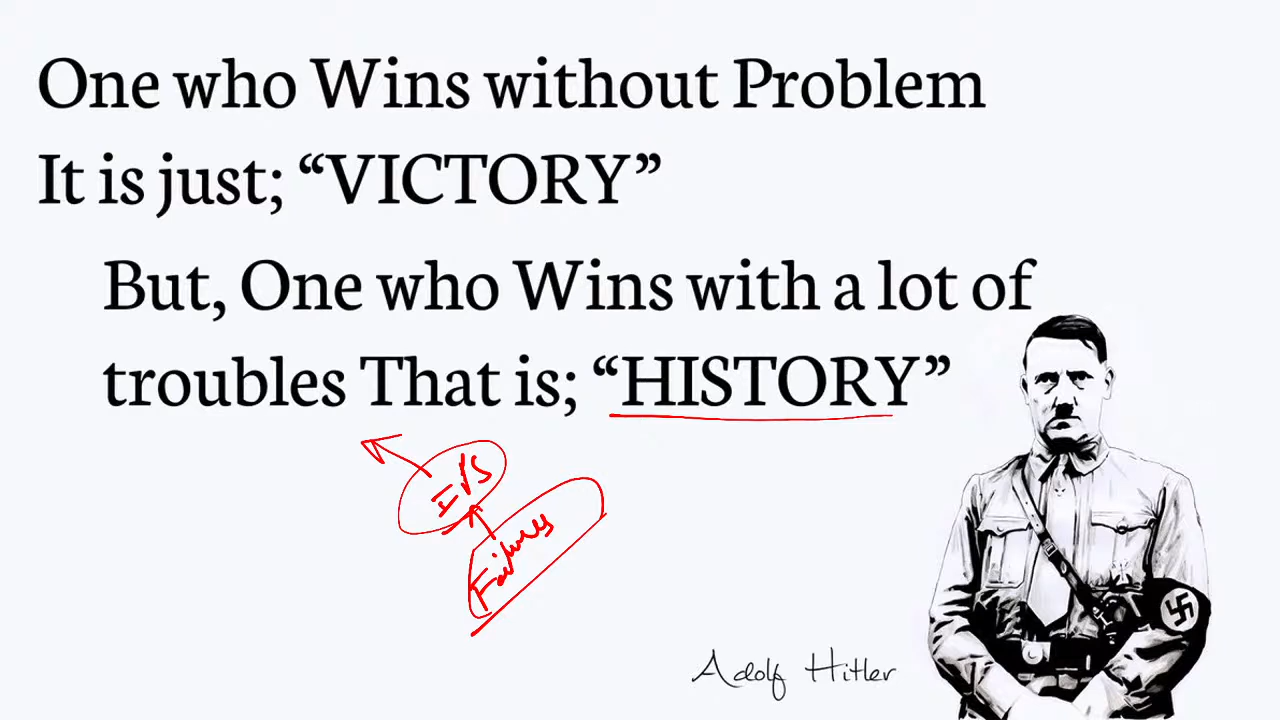 One who Wins without Problem
It is just; “VICTORY”
But, One who Wins with a lot of
troubles That is; “HISTORY”
Failures
Adolf Hitler